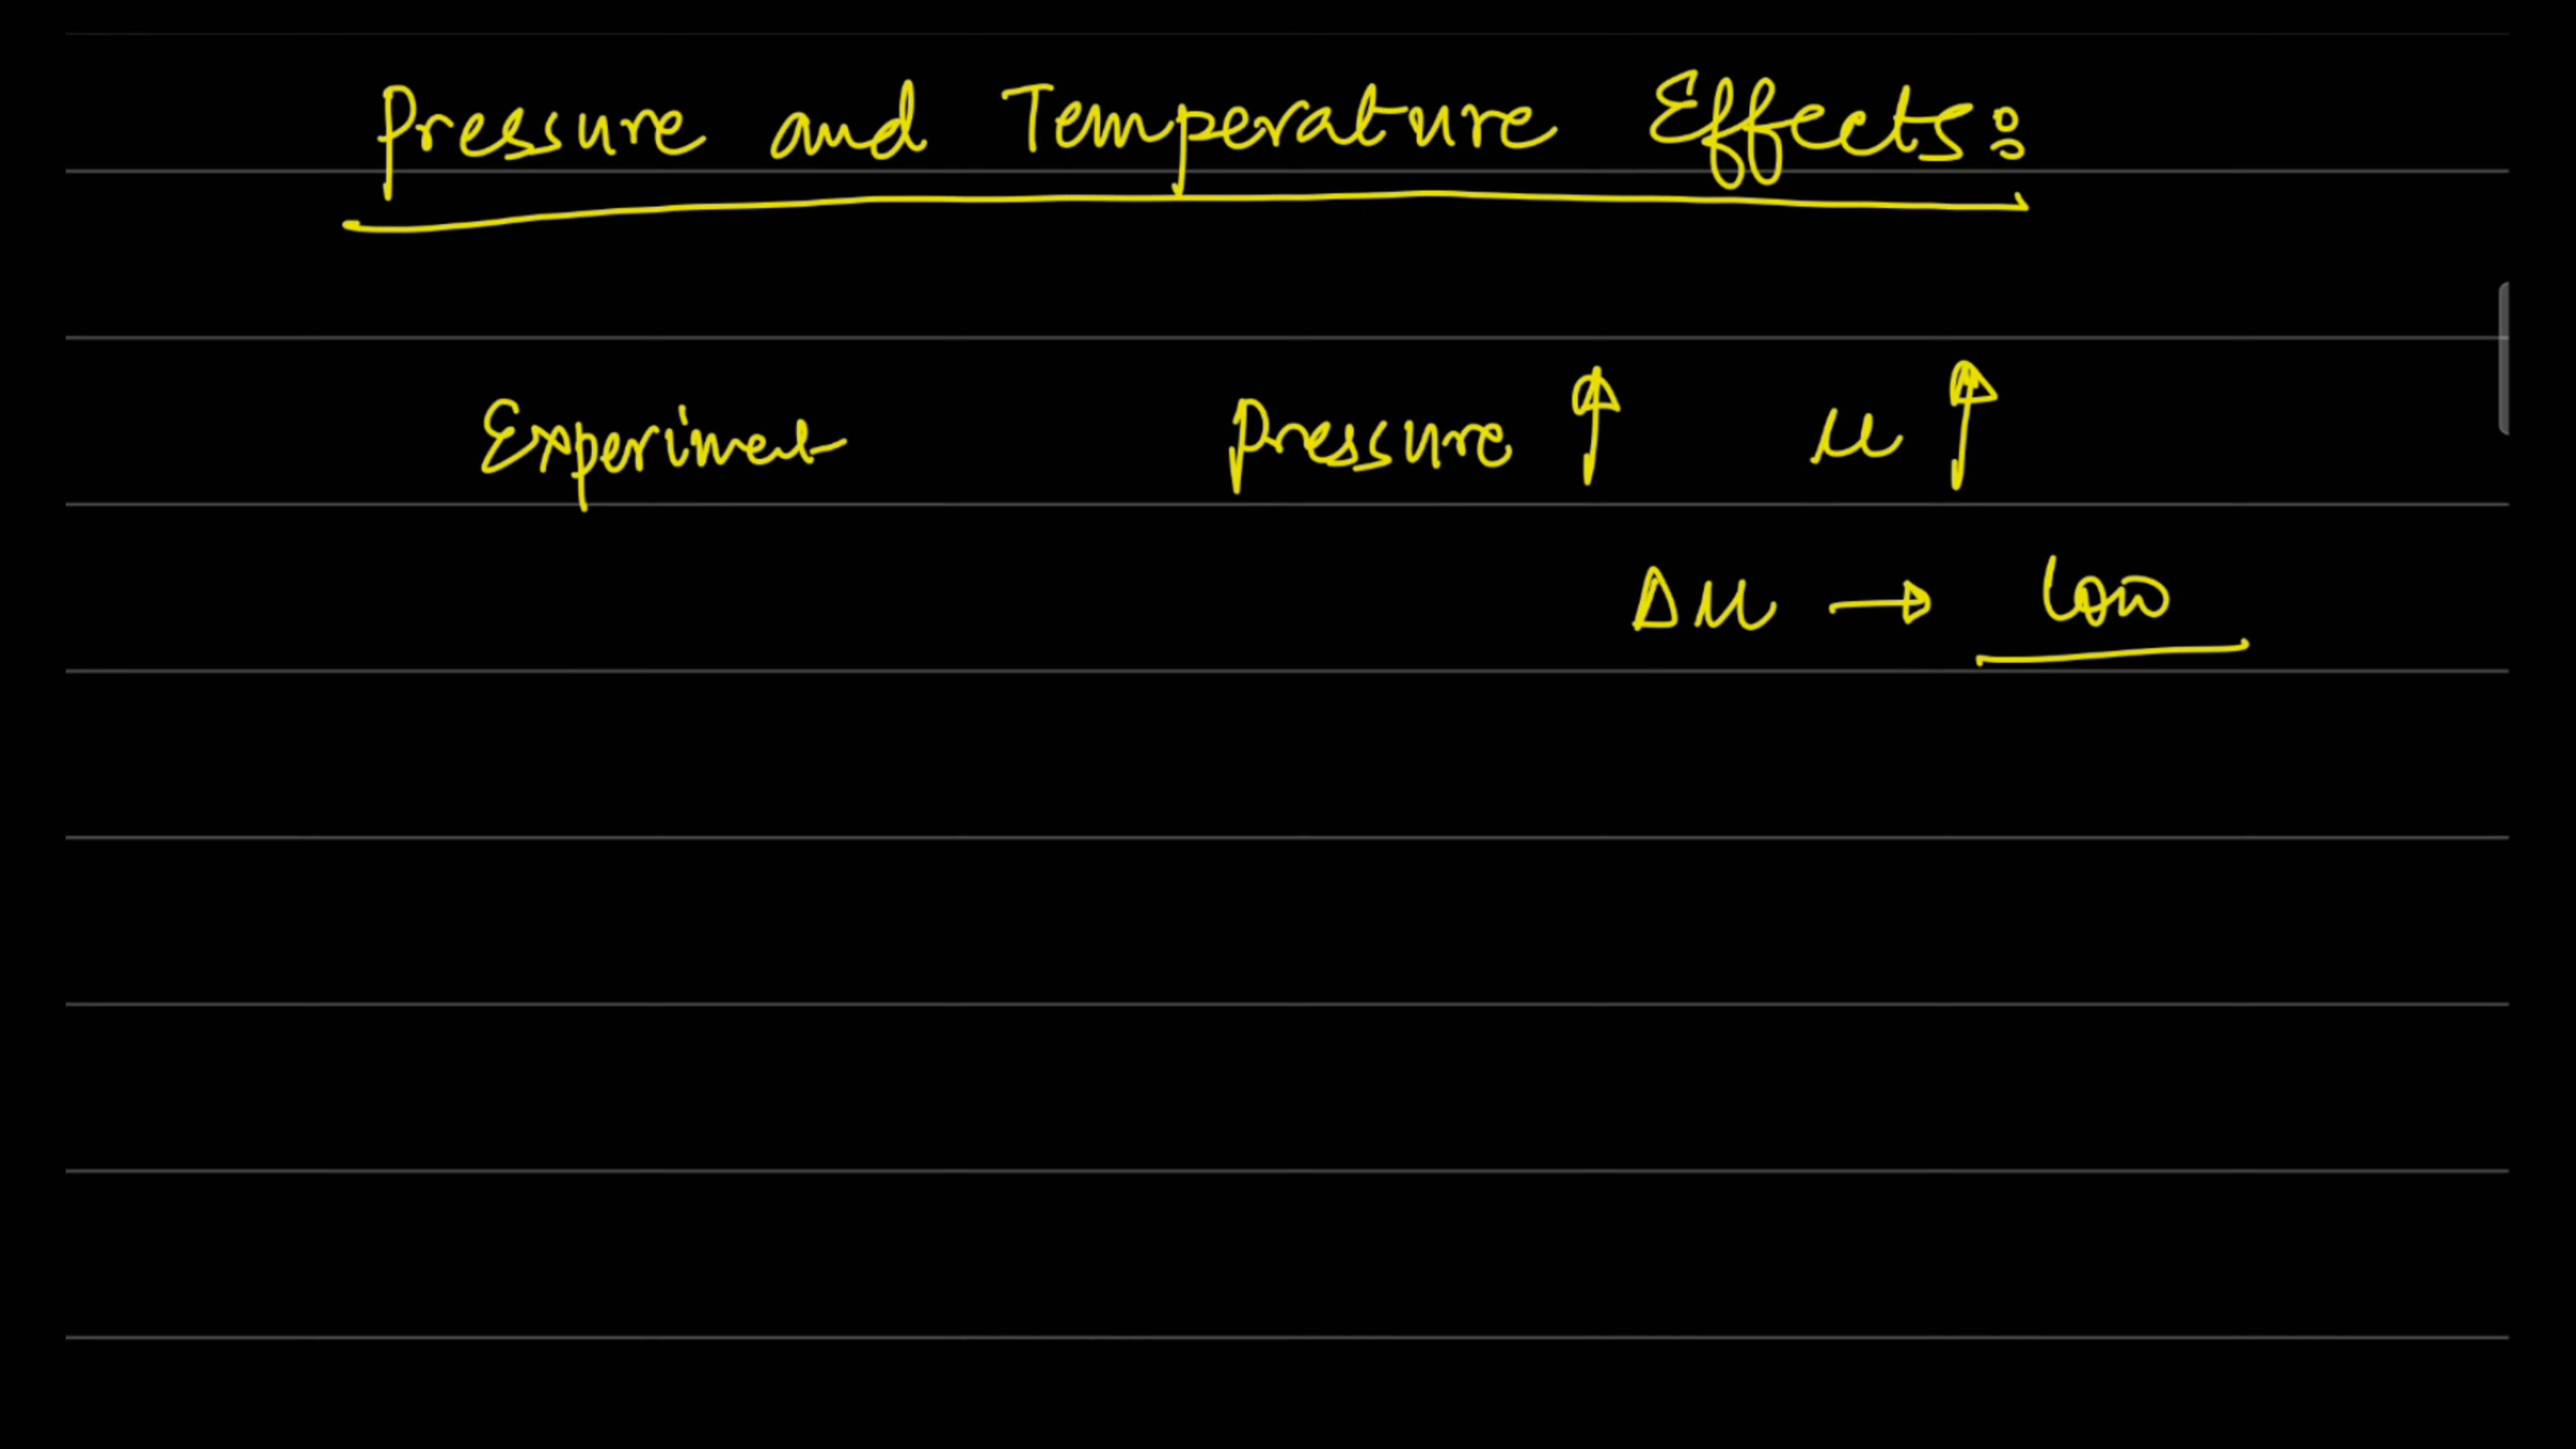 Pressure and Temperature Effects:
Experiment Pressure ↑ μ ↑
Δμ → low